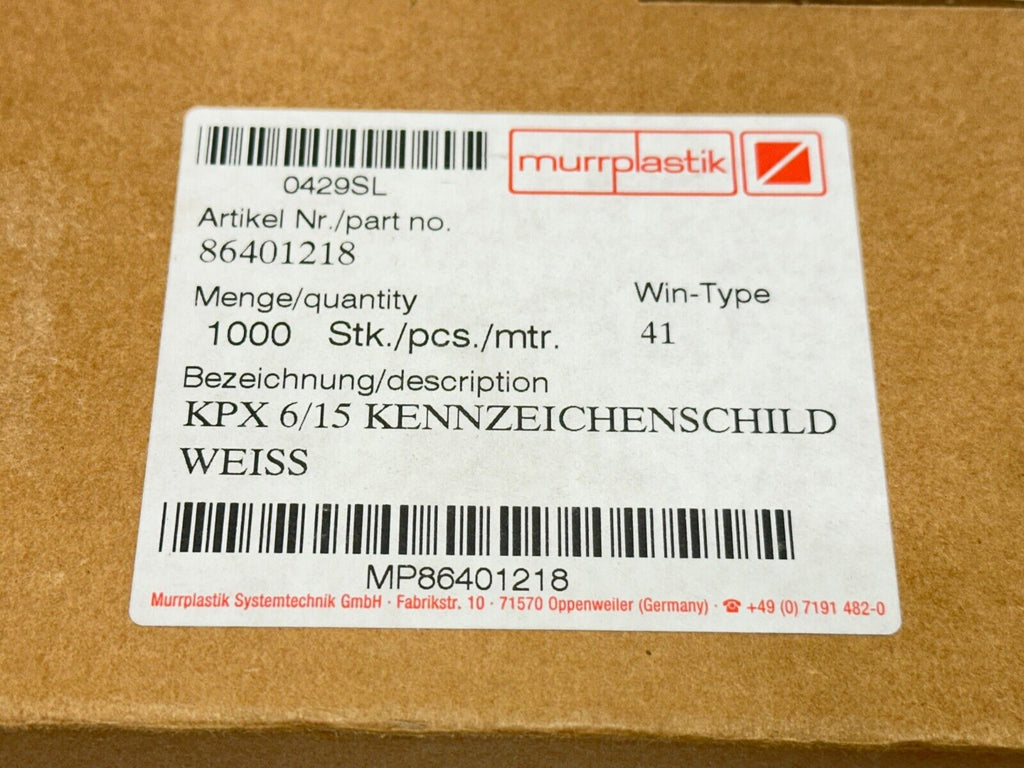 0429SL
murrplastik
Artikel Nr./part no.
86401218
Menge/quantity
Win-Type
1000 Stk./pcs./mtr.
41
Bezeichnung/description
KPX 6/15 KENNZEICHENSCHILD
WEISS
MP86401218
Murrplastik Systemtechnik GmbH · Fabrikstr. 10 · 71570 Oppenweiler (Germany) · ☎ +49 (0) 7191 482-0